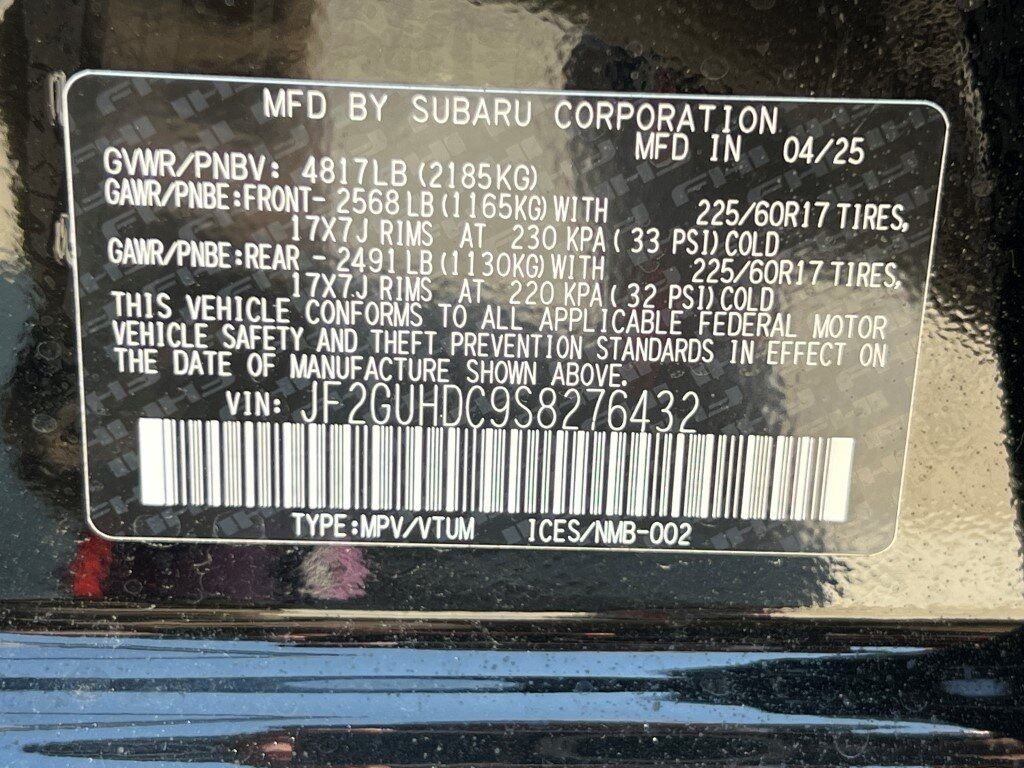 MFD BY SUBARU CORPORATION
MFD IN 04/25
GVWR/PNBV: 4817LB (2185KG)
GAWR/PNBE:FRONT- 2568 LB (1165KG) WITH 225/60R17 TIRES,
17X7J RIMS AT 230 KPA ( 33 PSI) COLD
GAWR/PNBE:REAR - 2491 LB (1130KG) WITH 225/60R17 TIRES,
17X7J RIMS AT 220 KPA ( 32 PSI) COLD
THIS VEHICLE CONFORMS TO ALL APPLICABLE FEDERAL MOTOR
VEHICLE SAFETY AND THEFT PREVENTION STANDARDS IN EFFECT ON
THE DATE OF MANUFACTURE SHOWN ABOVE.
VIN: JF2GUHDC9S8276432
TYPE:MPV/VTUM ICES/NMB-002